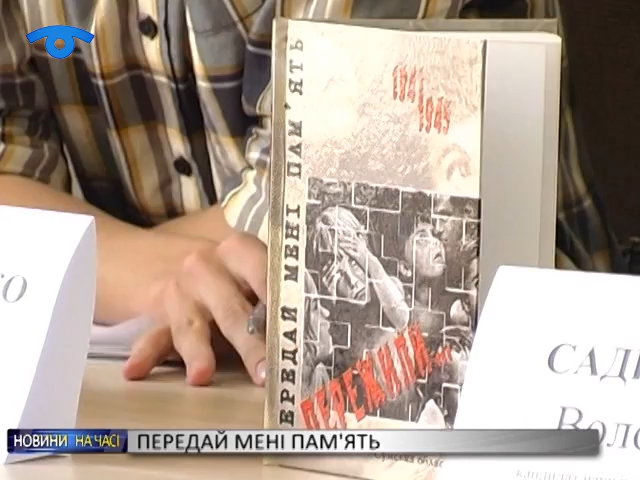 1941
1945
ПЕРЕДАЙ МЕНІ ПАМ'ЯТЬ
ПЕРЕЖИЛИ...
САД
Воло
НОВИНИ НА ЧАСІ
ПЕРЕДАЙ МЕНІ ПАМ'ЯТЬ